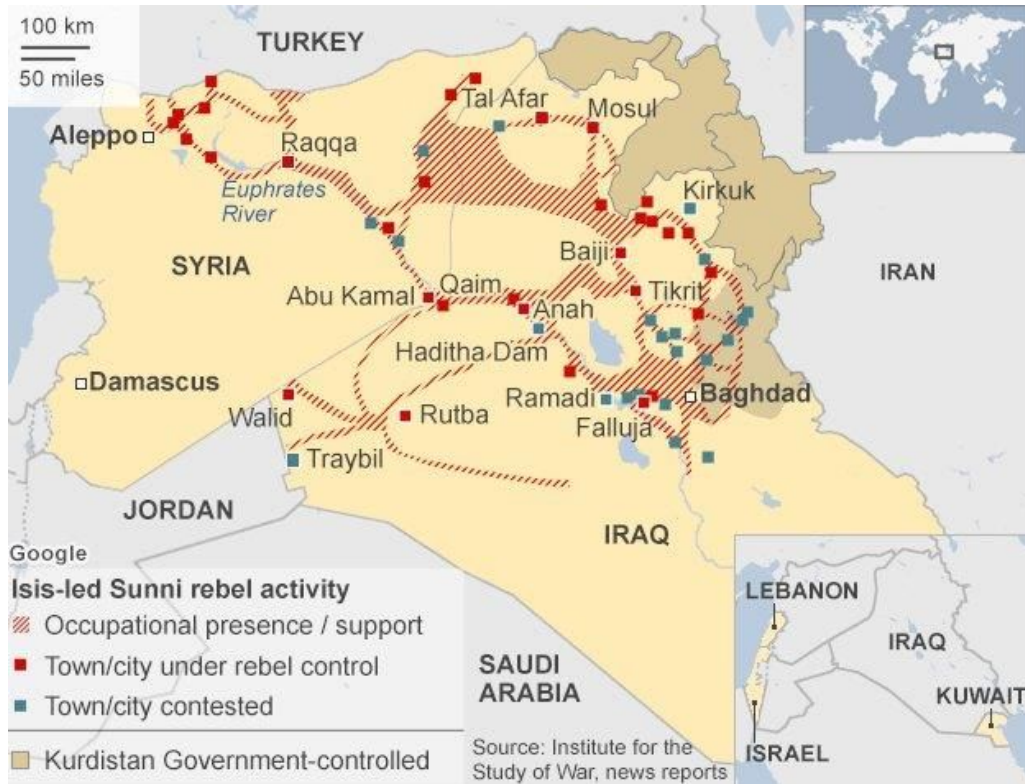 100 km
50 miles
TURKEY
Tal Afar
Mosul
Aleppo
Raqqa
Kirkuk
Euphrates
River
SYRIA
Baiji
IRAN
Qaim
Abu Kamal
Tikrit
Anah
Haditha Dam
Damascus
Ramadi
Baghdad
Walid
Rutba
Falluja
Traybil
JORDAN
IRAQ
Google
Isis-led Sunni rebel activity
Occupational presence / support
Town/city under rebel control
Town/city contested
Kurdistan Government-controlled
SAUDI
ARABIA
Source: Institute for the
Study of War, news reports
LEBANON
IRAQ
KUWAIT
ISRAEL